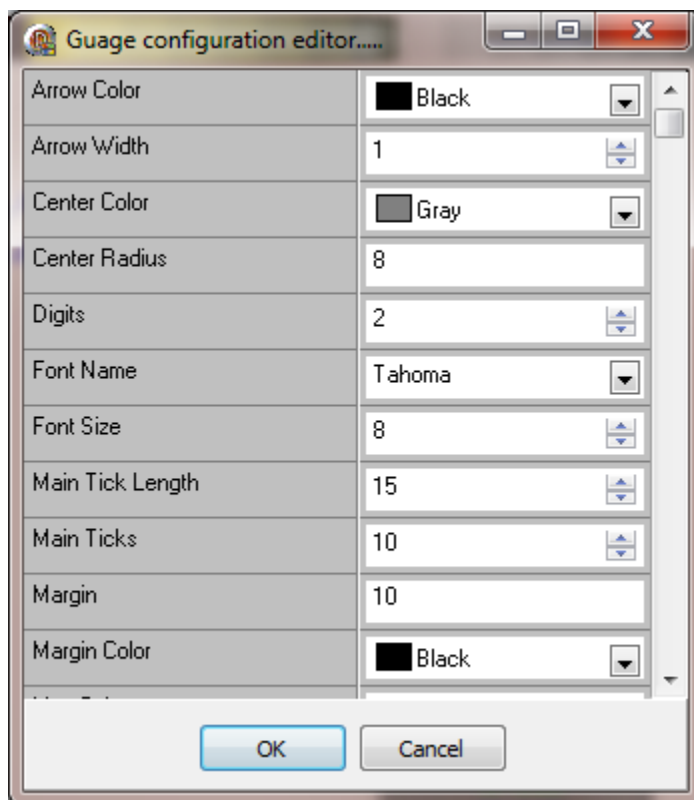 Guage configuration editor.....
Arrow Color Black
Arrow Width 1
Center Color Gray
Center Radius 8
Digits 2
Font Name Tahoma
Font Size 8
Main Tick Length 15
Main Ticks 10
Margin 10
Margin Color Black
OK Cancel